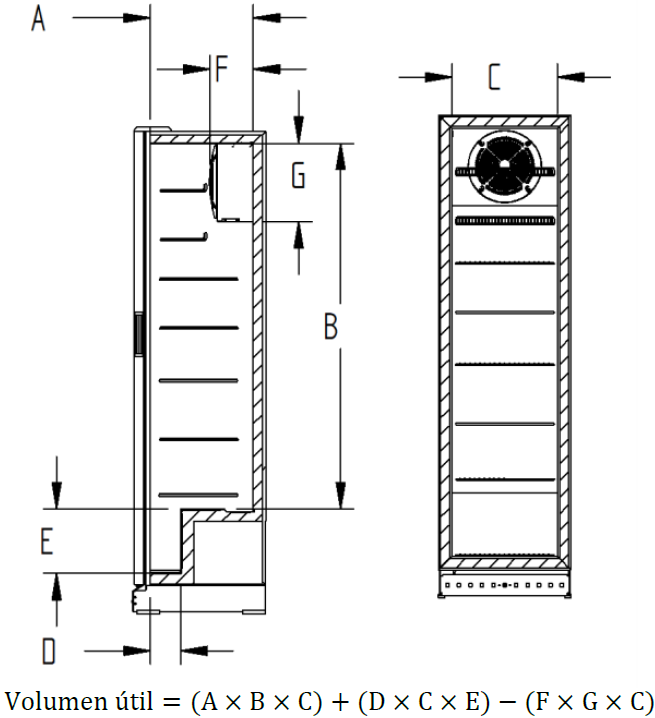 A
F
C
G
B
E
D
Volumen útil = (A × B × C) + (D × C × E) − (F × G × C)